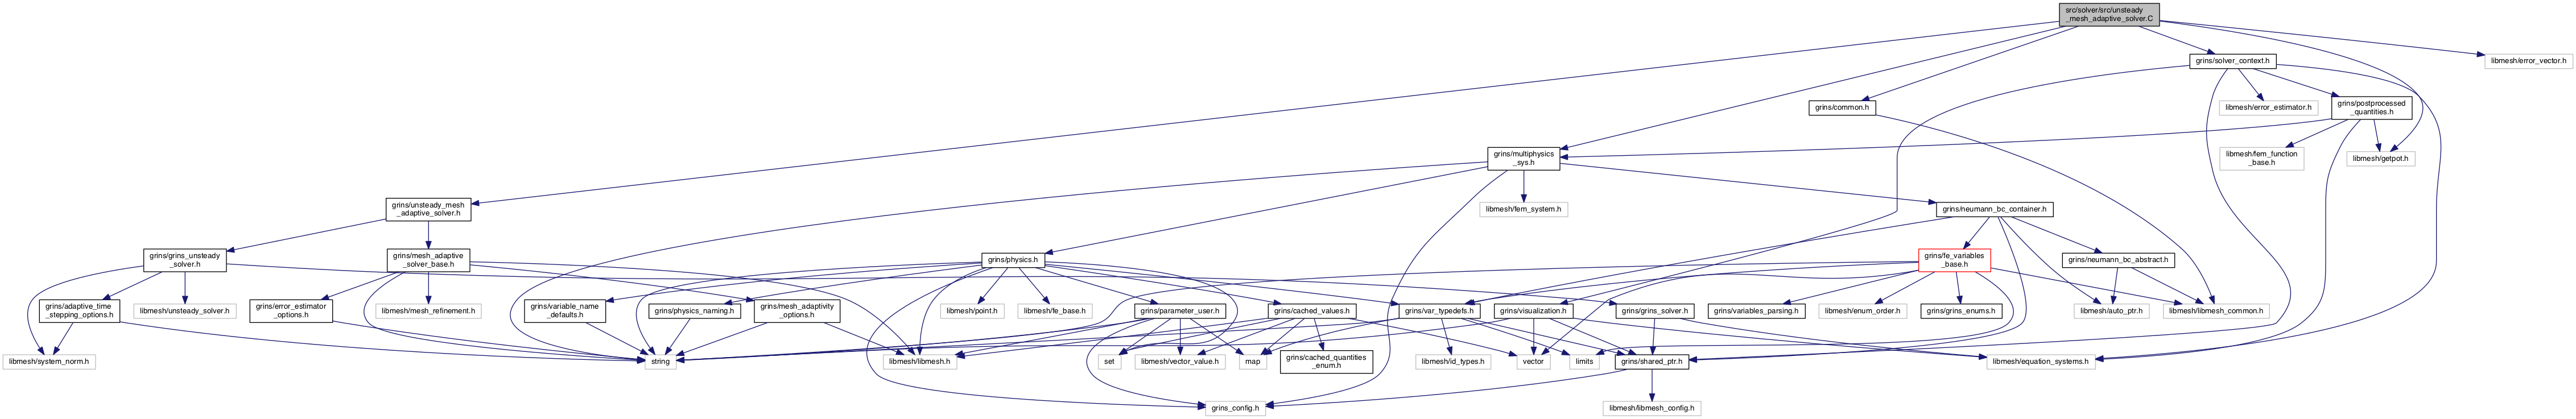 src/solver/src/unsteady
_mesh_adaptive_solver.C
grins/solver_context.h
libmesh/error_vector.h
grins/common.h
libmesh/error_estimator.h
grins/postprocessed
_quantities.h
grins/multiphysics
_sys.h
libmesh/fem_function
_base.h
libmesh/getpot.h
grins/unsteady_mesh
_adaptive_solver.h
libmesh/fem_system.h
grins/neumann_bc_container.h
grins/grins_unsteady
_solver.h
grins/mesh_adaptive
_solver_base.h
grins/physics.h
grins/fe_variables
_base.h
grins/neumann_bc_abstract.h
grins/adaptive_time
_stepping_options.h
libmesh/unsteady_solver.h
grins/error_estimator
_options.h
libmesh/mesh_refinement.h
grins/variable_name
_defaults.h
grins/physics_naming.h
grins/mesh_adaptivity
_options.h
libmesh/point.h
libmesh/fe_base.h
grins/parameter_user.h
grins/cached_values.h
grins/var_typedefs.h
grins/visualization.h
grins/grins_solver.h
grins/variables_parsing.h
libmesh/enum_order.h
grins/grins_enums.h
libmesh/auto_ptr.h
libmesh/libmesh_common.h
libmesh/system_norm.h
string
libmesh/libmesh.h
set
libmesh/vector_value.h
map
grins/cached_quantities
_enum.h
libmesh/id_types.h
vector
limits
grins/shared_ptr.h
libmesh/equation_systems.h
grins_config.h
libmesh/libmesh_config.h